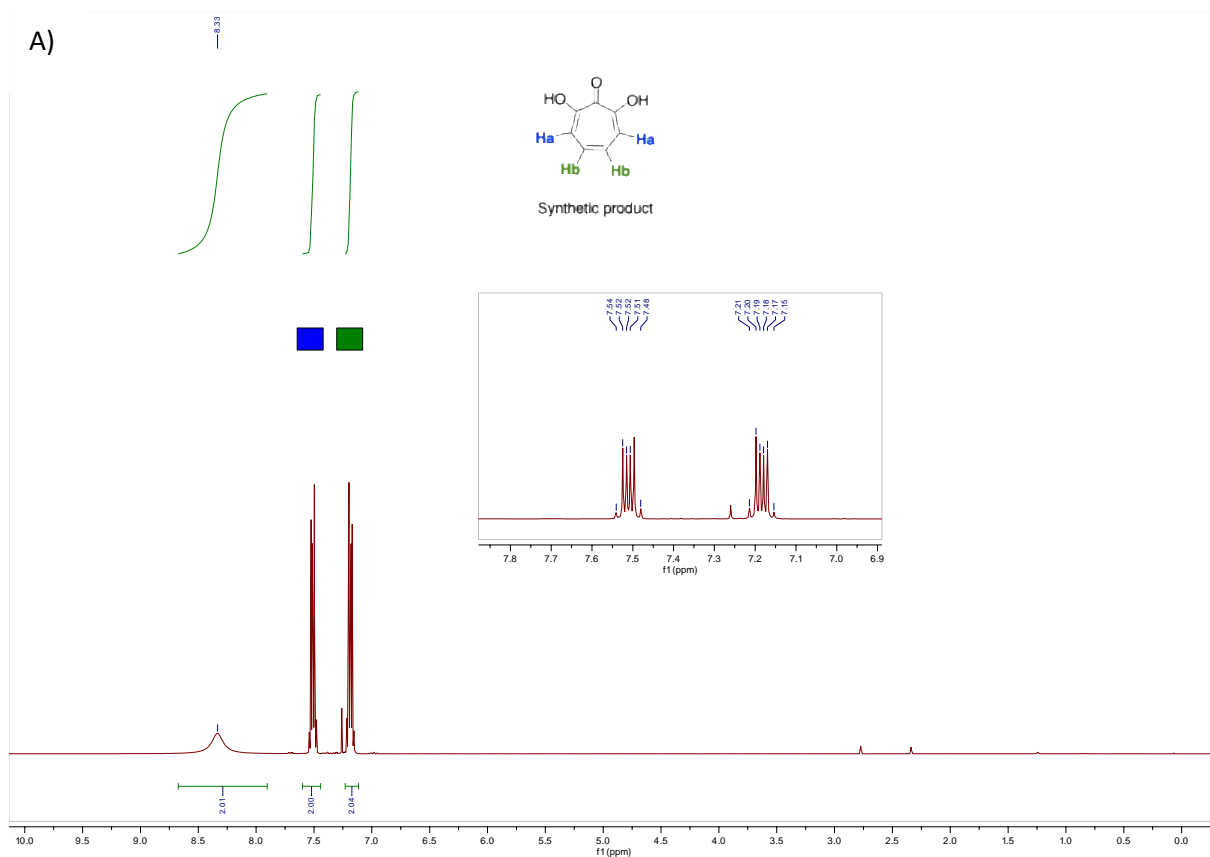 8.33
A)
O
HO OH
Ha Ha
Hb Hb
Synthetic product
7.54 7.52 7.52 7.51 7.48 7.21 7.20 7.19 7.18 7.17 7.15
7.8 7.7 7.6 7.5 7.4 7.3 7.2 7.1 7.0 6.9
f1 (ppm)
2.01 2.00 2.04
10.0 9.5 9.0 8.5 8.0 7.5 7.0 6.5 6.0 5.5 5.0 4.5 4.0 3.5 3.0 2.5 2.0 1.5 1.0 0.5 0.0
f1 (ppm)